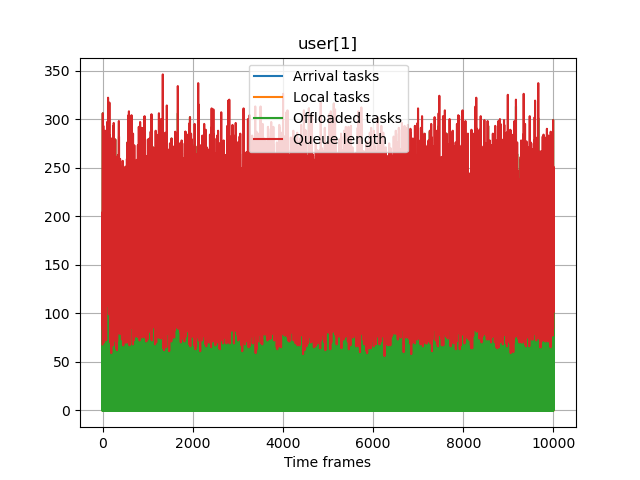 user[1]
350
300
250
200
150
100
50
0
Arrival tasks
Local tasks
Offloaded tasks
Queue length
0
2000
4000
6000
8000
10000
Time frames